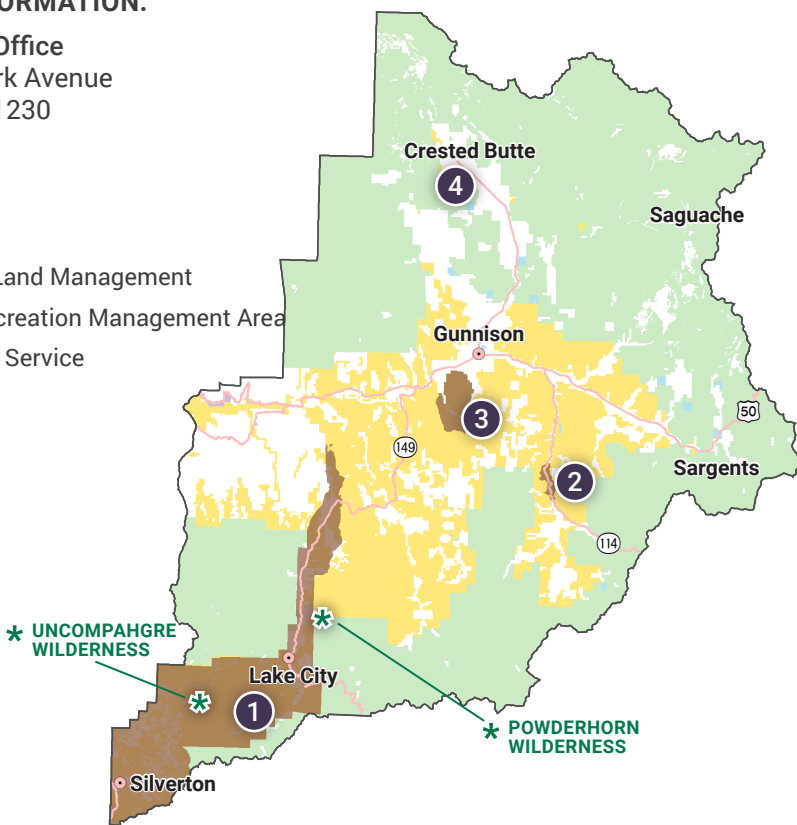 ORMATION:
Office
rk Avenue
1230
Land Management
creation Management Area
Service
Crested Butte
4
Saguache
Gunnison
3
50
149
Sargents
2
114
* UNCOMPAHGRE
WILDERNESS
*
Lake City
*
1
* POWDERHORN
WILDERNESS
Silverton